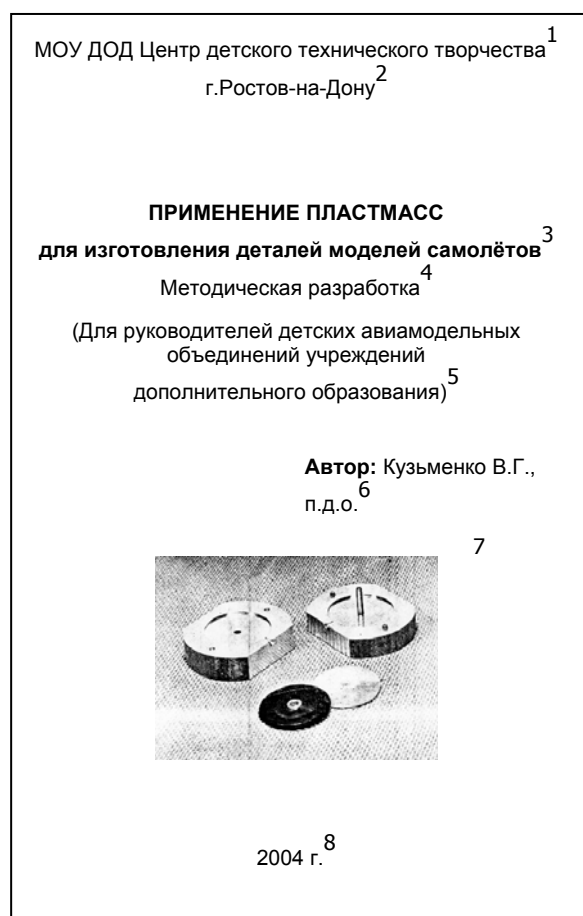 МОУ ДОД Центр детского технического творчества1
г.Ростов-на-Дону2
ПРИМЕНЕНИЕ ПЛАСТМАСС
для изготовления деталей моделей самолётов3
Методическая разработка4
(Для руководителей детских авиамодельных
объединений учреждений
дополнительного образования)5
Автор: Кузьменко В.Г.,
п.д.о.6
7
2004 г.8